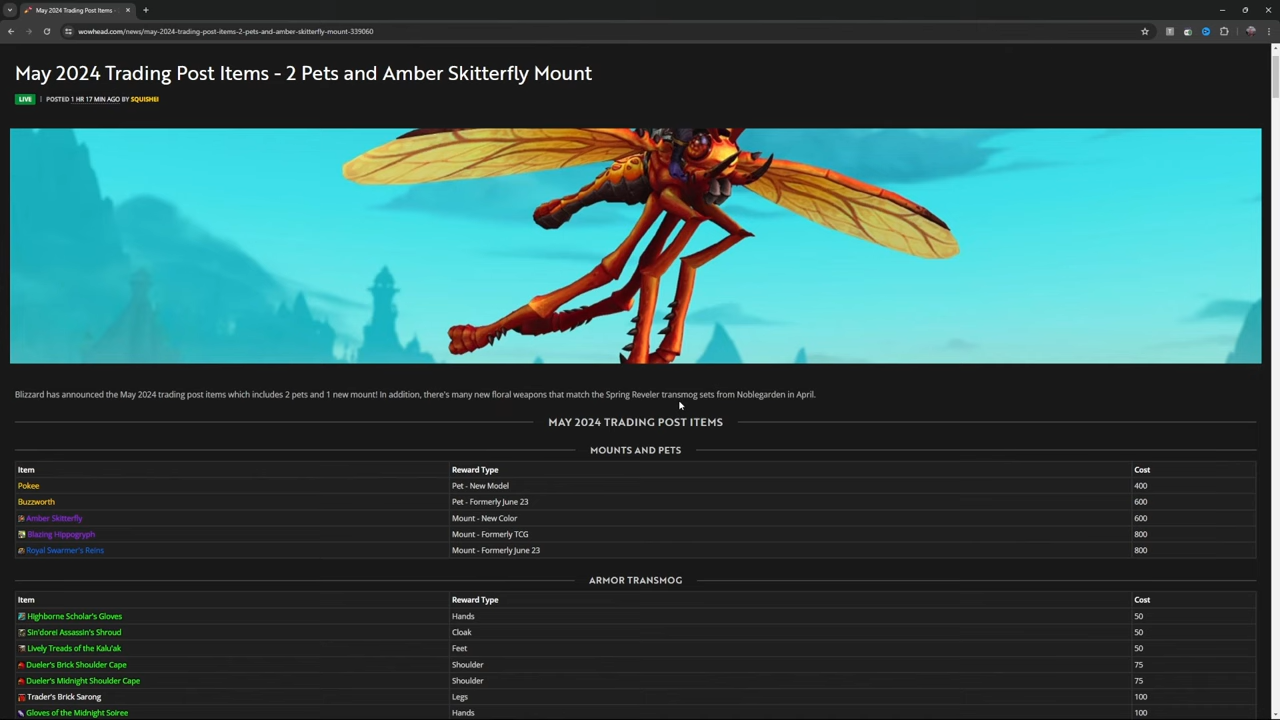 May 2024 Trading Post Items -
wowhead.com/news/may-2024-trading-post-items-2-pets-and-amber-skitterfly-mount-339060
May 2024 Trading Post Items - 2 Pets and Amber Skitterfly Mount
LIVE | POSTED 1 HR 17 MIN AGO BY SQUISHEI
Blizzard has announced the May 2024 trading post items which includes 2 pets and 1 new mount! In addition, there's many new floral weapons that match the Spring Reveler transmog sets from Noblegarden in April.
MAY 2024 TRADING POST ITEMS
MOUNTS AND PETS
Item Reward Type Cost
Pokee Pet - New Model 400
Buzzworth Pet - Formerly June 23 600
Amber Skitterfly Mount - New Color 600
Blazing Hippogryph Mount - Formerly TCG 800
Royal Swarmer's Reins Mount - Formerly June 23 800
ARMOR TRANSMOG
Item Reward Type Cost
Highborne Scholar's Gloves Hands 50
Sin'dorei Assassin's Shroud Cloak 50
Lively Treads of the Kalu'ak Feet 50
Dueler's Brick Shoulder Cape Shoulder 75
Dueler's Midnight Shoulder Cape Shoulder 75
Trader's Brick Sarong Legs 100
Gloves of the Midnight Soiree Hands 100